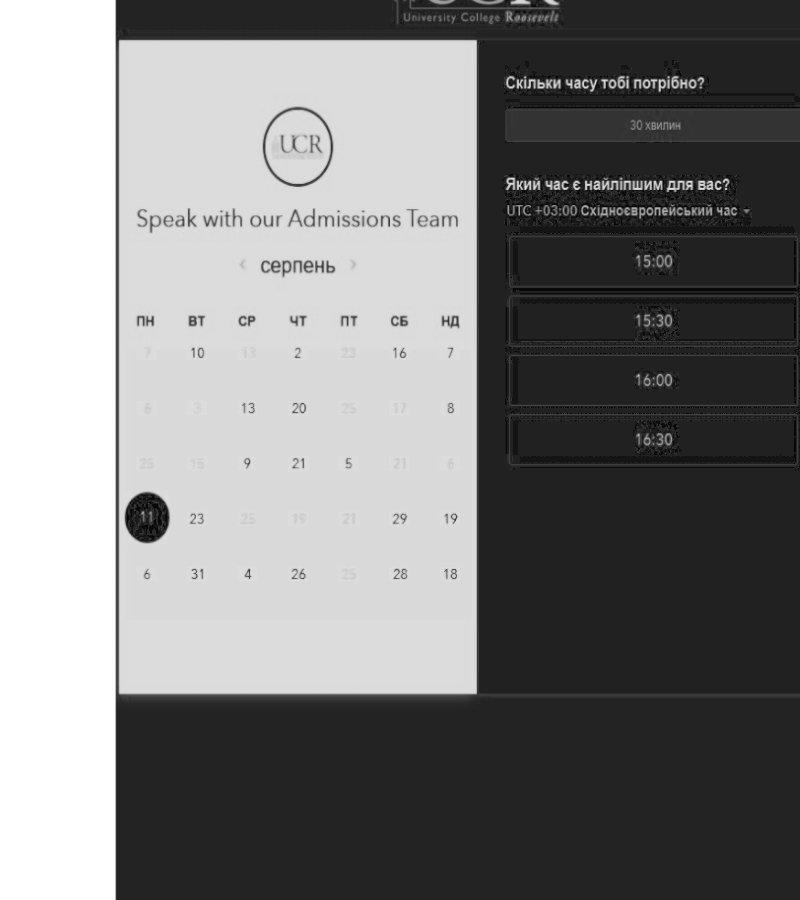 University College Roosevelt
UCR
Speak with our Admissions Team
серпень
ПН ВТ СР ЧТ ПТ СБ НД
7 10 13 2 23 16 7
6 3 13 20 25 17 8
25 15 9 21 5 21 6
11 23 25 19 21 29 19
6 31 4 26 25 28 18
Скільки часу тобі потрібно?
30 хвилин
Який час є найліпшим для вас?
UTC +03:00 Східноєвропейський час
15:00
15:30
16:00
16:30